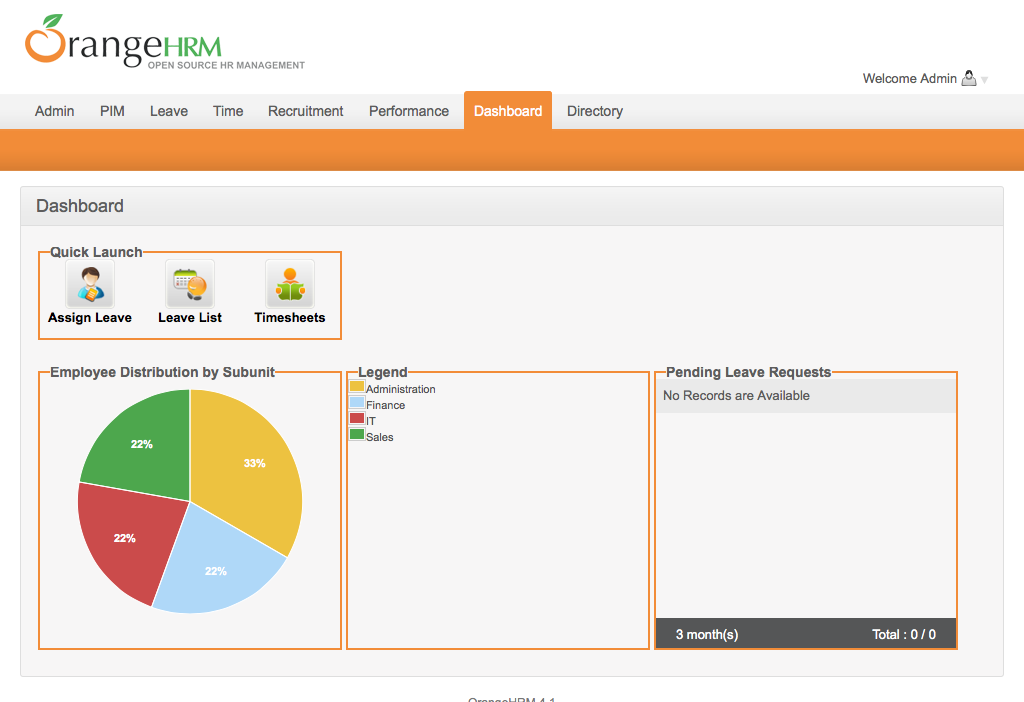 OrangeHRM
OPEN SOURCE HR MANAGEMENT
Welcome Admin
Admin PIM Leave Time Recruitment Performance Dashboard Directory
Dashboard
Quick Launch
Assign Leave Leave List Timesheets
Employee Distribution by Subunit
22%
33%
22%
22%
Legend
Administration
Finance
IT
Sales
Pending Leave Requests
No Records are Available
3 month(s) Total : 0 / 0
OrangeHRM 4.1